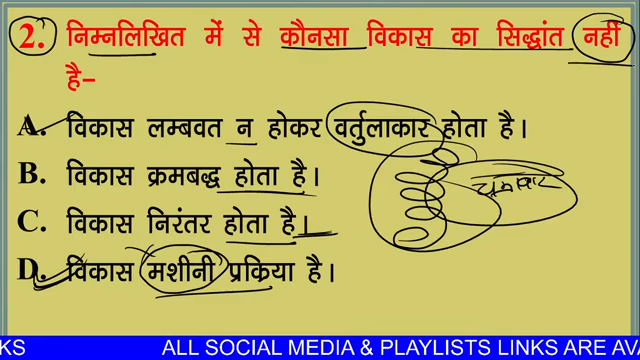 2. निम्नलिखित में से कौनसा विकास का सिद्धांत नहीं
है-
A. विकास लम्बवत न होकर वर्तुलाकार होता है।
B. विकास क्रमबद्ध होता है।
C. विकास निरंतर होता है।
D. विकास मशीनी प्रक्रिया है।
KS ALL SOCIAL MEDIA & PLAYLISTS LINKS ARE AVA